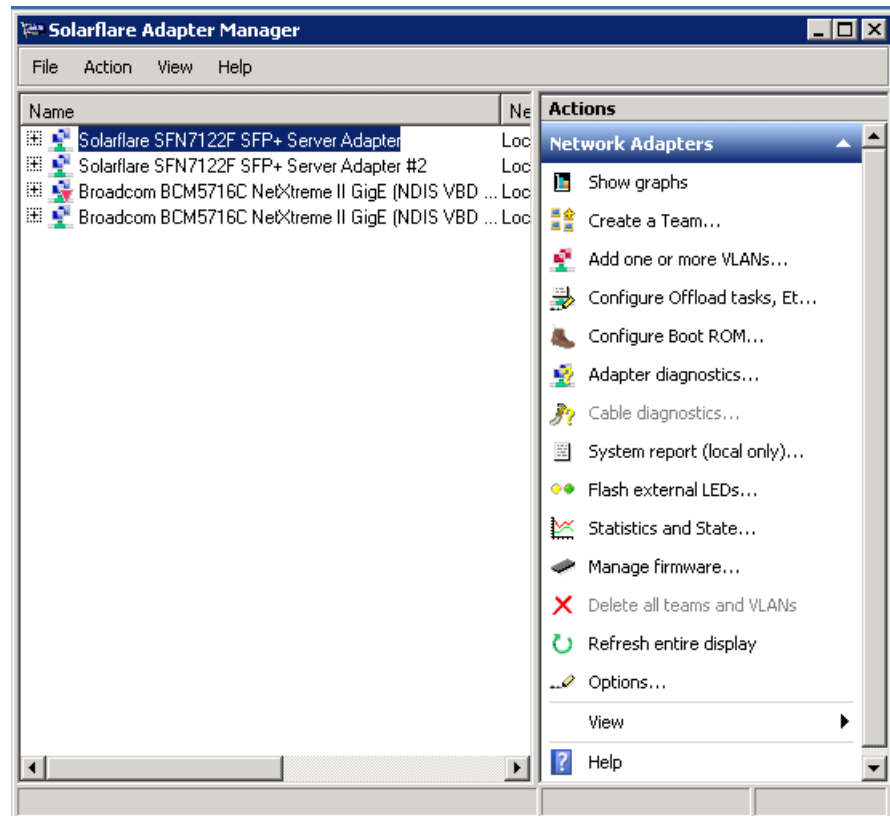 Solarflare Adapter Manager
File Action View Help
Name Ne
Solarflare SFN7122F SFP+ Server Adapter Loc
Solarflare SFN7122F SFP+ Server Adapter #2 Loc
Broadcom BCM5716C NetXtreme II GigE (NDIS VBD ... Loc
Broadcom BCM5716C NetXtreme II GigE (NDIS VBD ... Loc
Actions
Network Adapters
Show graphs
Create a Team...
Add one or more VLANs...
Configure Offload tasks, Et...
Configure Boot ROM...
Adapter diagnostics...
Cable diagnostics...
System report (local only)...
Flash external LEDs...
Statistics and State...
Manage firmware...
Delete all teams and VLANs
Refresh entire display
Options...
View
Help